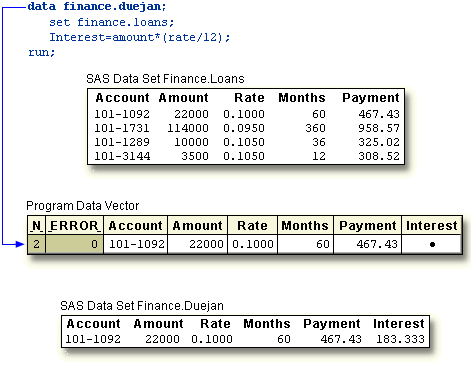 data finance.duejan;
set finance.loans;
Interest=amount*(rate/12);
run;
SAS Data Set Finance.Loans
Account Amount Rate Months Payment
101-1092 22000 0.1000 60 467.43
101-1731 114000 0.0950 360 958.57
101-1289 10000 0.1050 36 325.02
101-3144 3500 0.1050 12 308.52
Program Data Vector
_N_ _ERROR_ Account Amount Rate Months Payment Interest
2 0 101-1092 22000 0.1000 60 467.43 •
SAS Data Set Finance.Duejan
Account Amount Rate Months Payment Interest
101-1092 22000 0.1000 60 467.43 183.333